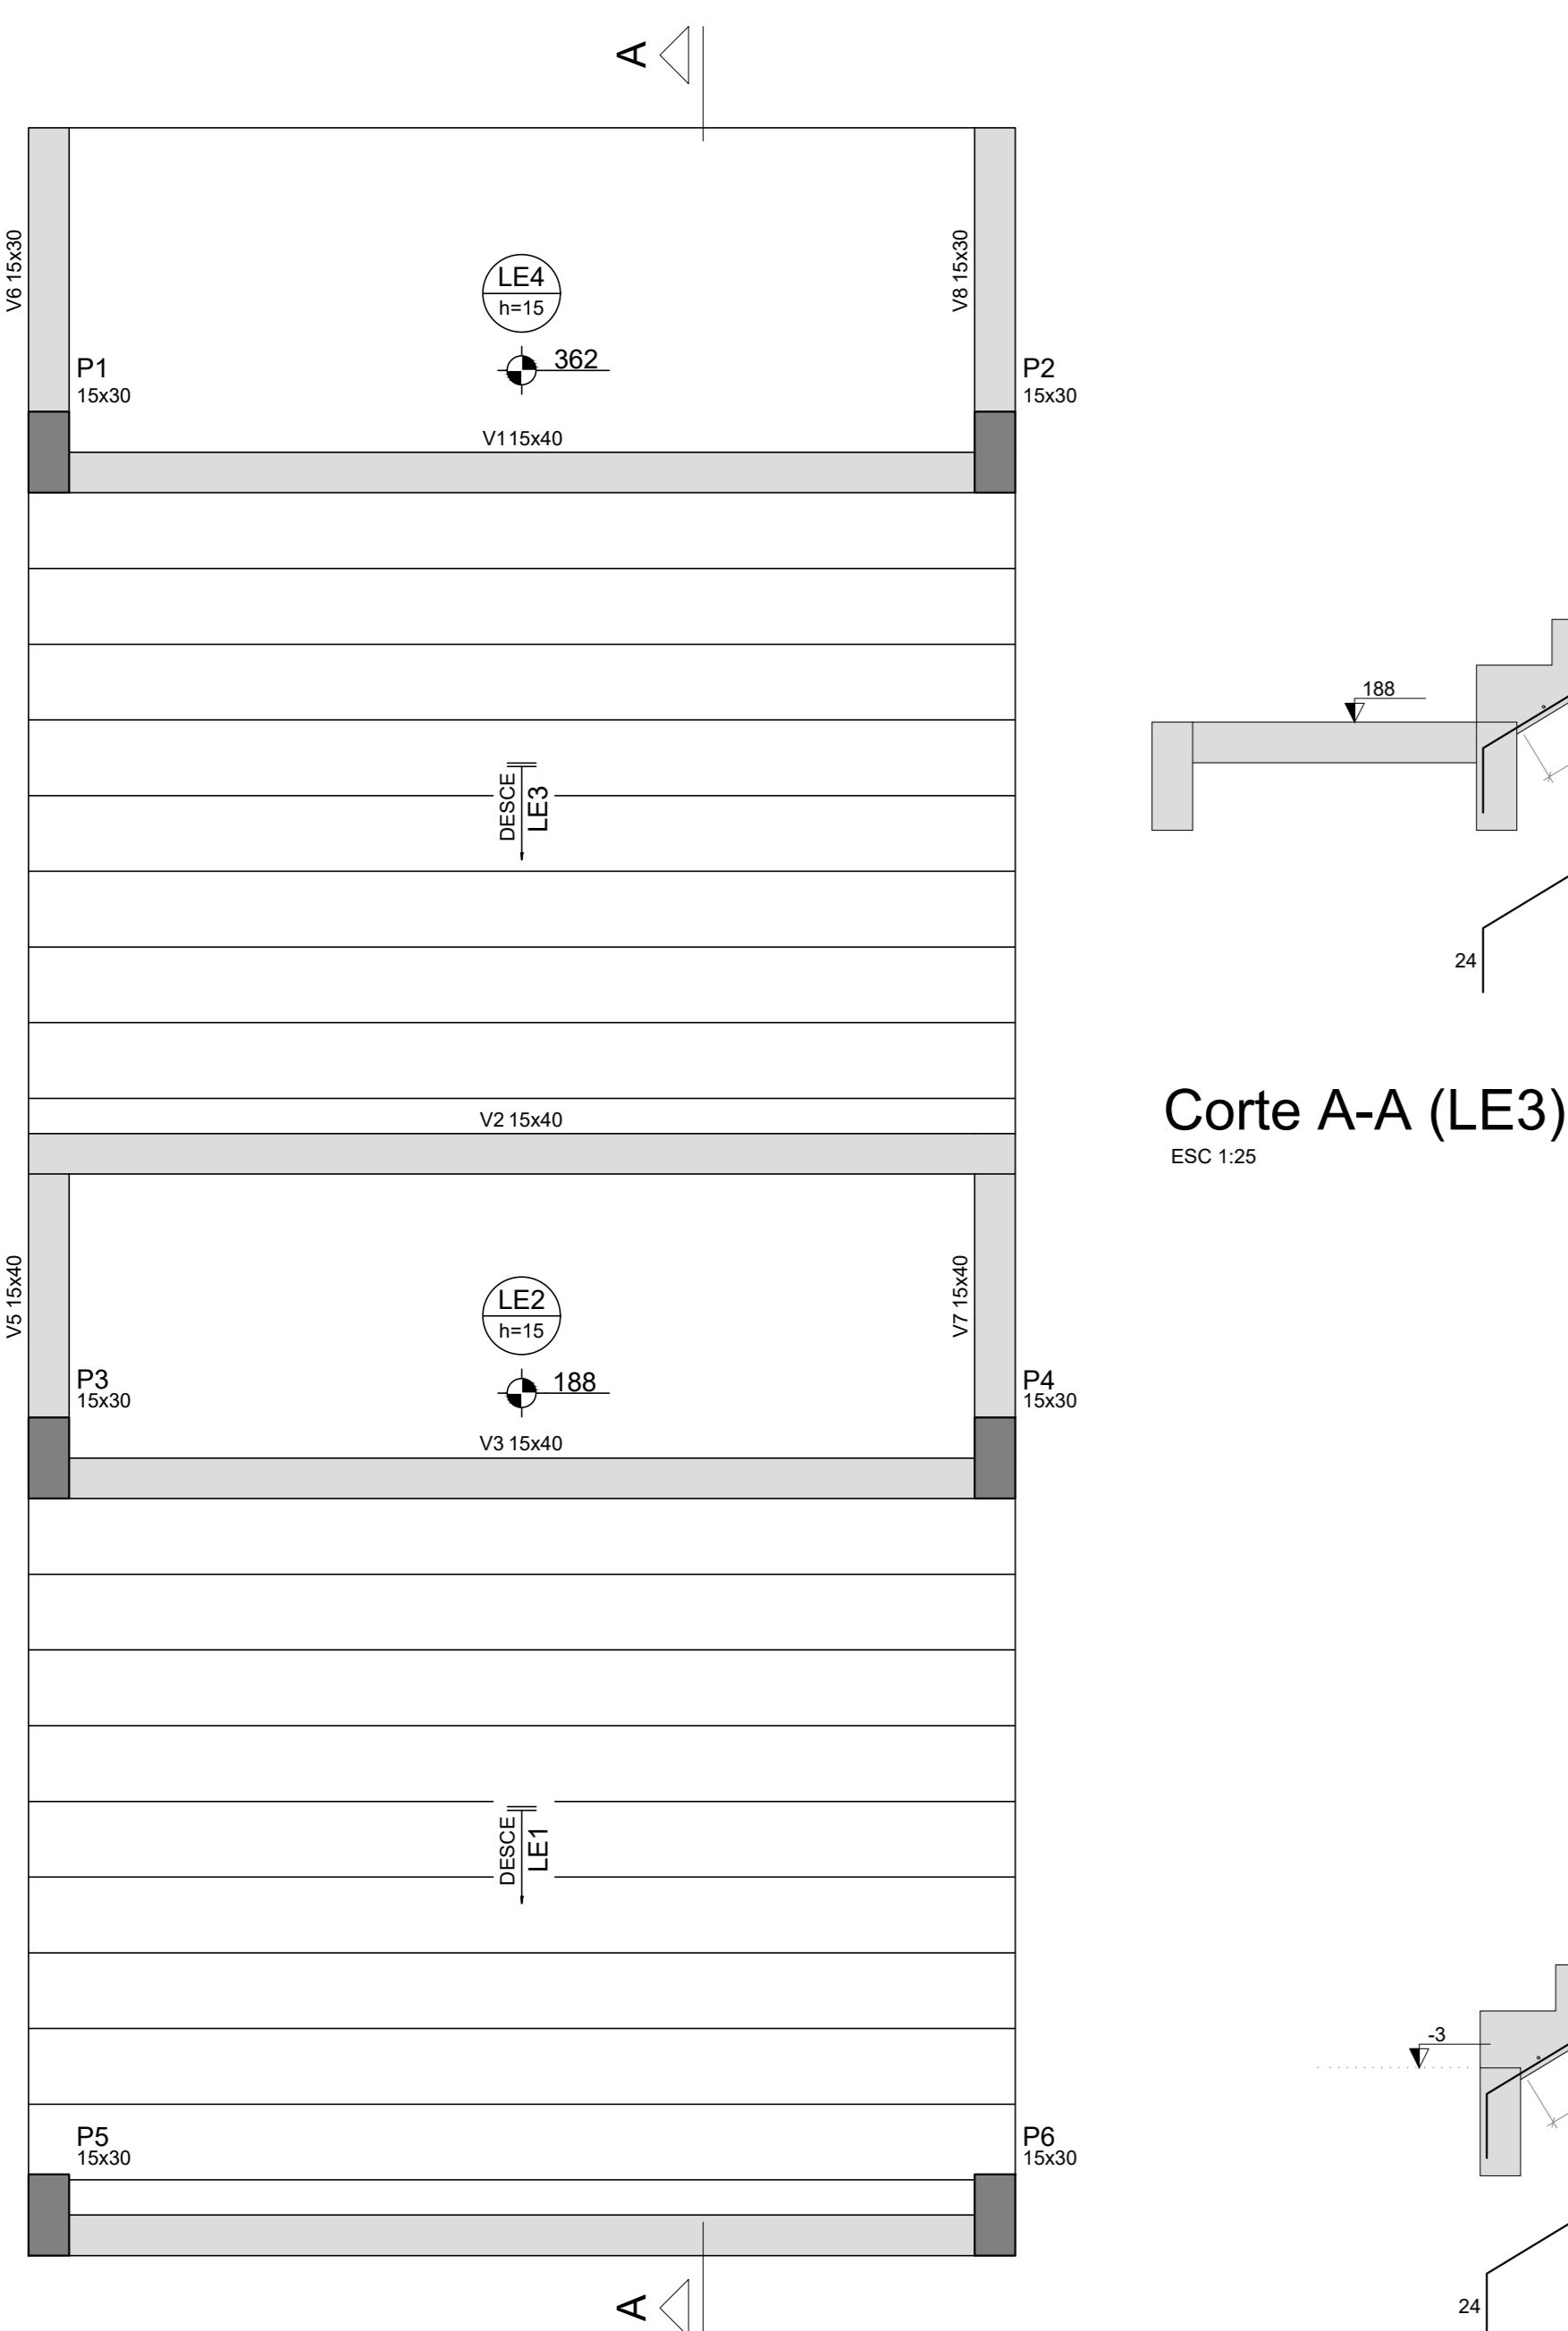 A
V6 15x30
LE4
h=15
V8 15x30
362
P1
15x30
P2
15x30
V1 15x40
188
DESCE
LE3
24
Corte A-A (LE3)
ESC 1:25
V2 15x40
V5 15x40
LE2
h=15
V7 15x40
188
P3
15x30
P4
15x30
V3 15x40
DESCE
LE1
-3
P5
15x30
P6
15x30
24
A